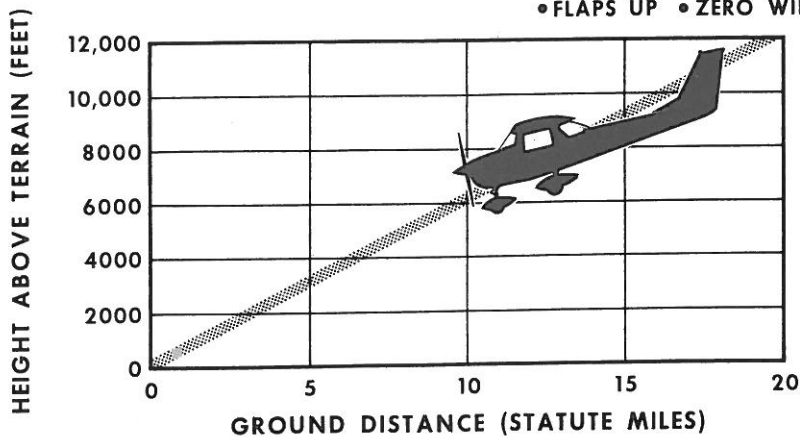 • FLAPS UP • ZERO
HEIGHT ABOVE TERRAIN (FEET)
12,000
10,000
8000
6000
4000
2000
0
0 5 10 15 20
GROUND DISTANCE (STATUTE MILES)